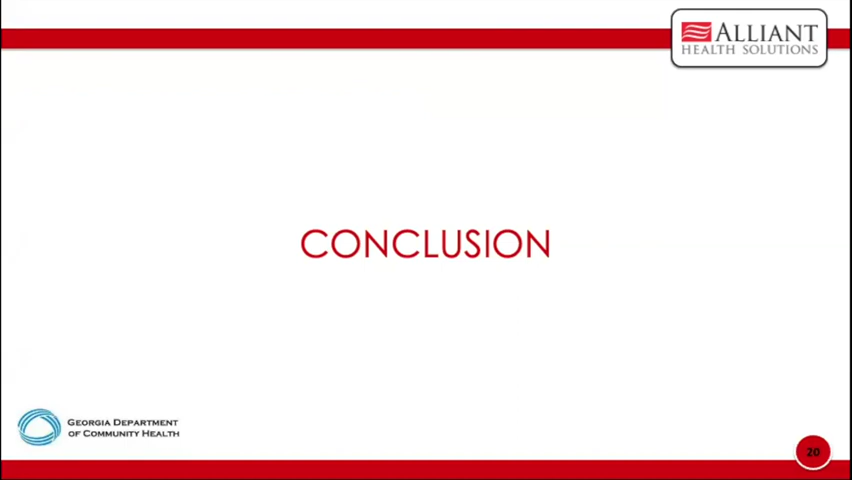 ALLIANT
HEALTH SOLUTIONS
CONCLUSION
GEORGIA DEPARTMENT
OF COMMUNITY HEALTH
20